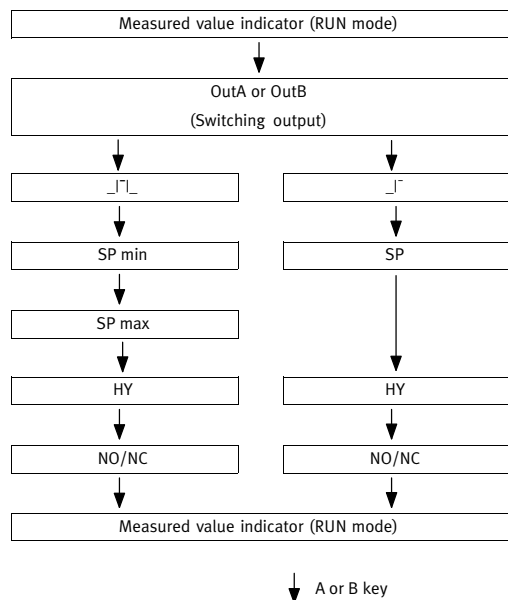 Measured value indicator (RUN mode)
OutA or OutB
(Switching output)
_|¯|_
_|¯
SP min
SP
SP max
HY
HY
NO/NC
NO/NC
Measured value indicator (RUN mode)
A or B key